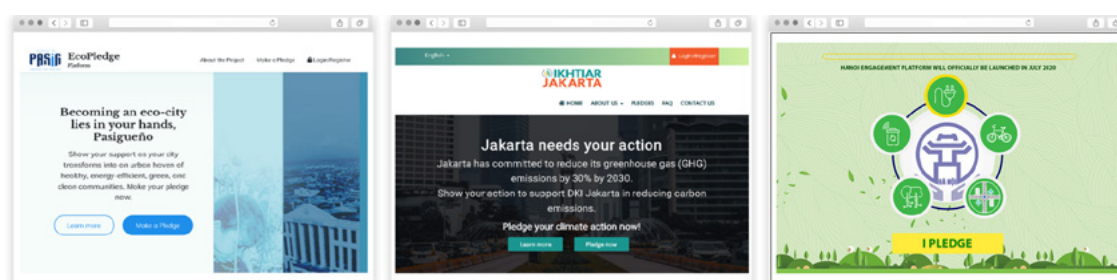 PASIG
EcoPledge
Platform
About the Project Make a Pledge Login/Register
Becoming an eco-city
lies in your hands,
Pasigueño
Show your support as your city
transforms into an urban haven of
healthy, energy-efficient, green, and
clean communities. Make your pledge
now.
Learn more Make a Pledge
English
Login/Register
IKHTIAR
JAKARTA
HOME ABOUT US PLEDGES FAQ CONTACT US
Jakarta needs your action
Jakarta has committed to reduce its greenhouse gas (GHG)
emissions by 30% by 2030.
Show your action to support DKI Jakarta in reducing carbon
emissions.
Pledge your climate action now!
Learn more Pledge now
HANOI ENGAGEMENT PLATFORM WILL OFFICIALLY BE LAUNCHED IN JULY 2020
HÀ NỘI
I PLEDGE